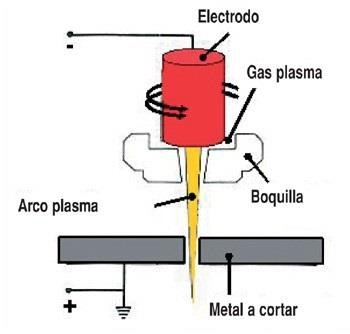 Electrodo
-
Gas plasma
Boquilla
Arco plasma
+
Metal a cortar